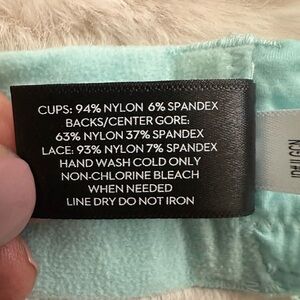 CUPS: 94% NYLON 6% SPANDEX
BACKS/CENTER GORE:
63% NYLON 37% SPANDEX
LACE: 93% NYLON 7% SPANDEX
HAND WASH COLD ONLY
NON-CHLORINE BLEACH
WHEN NEEDED
LINE DRY DO NOT IRON